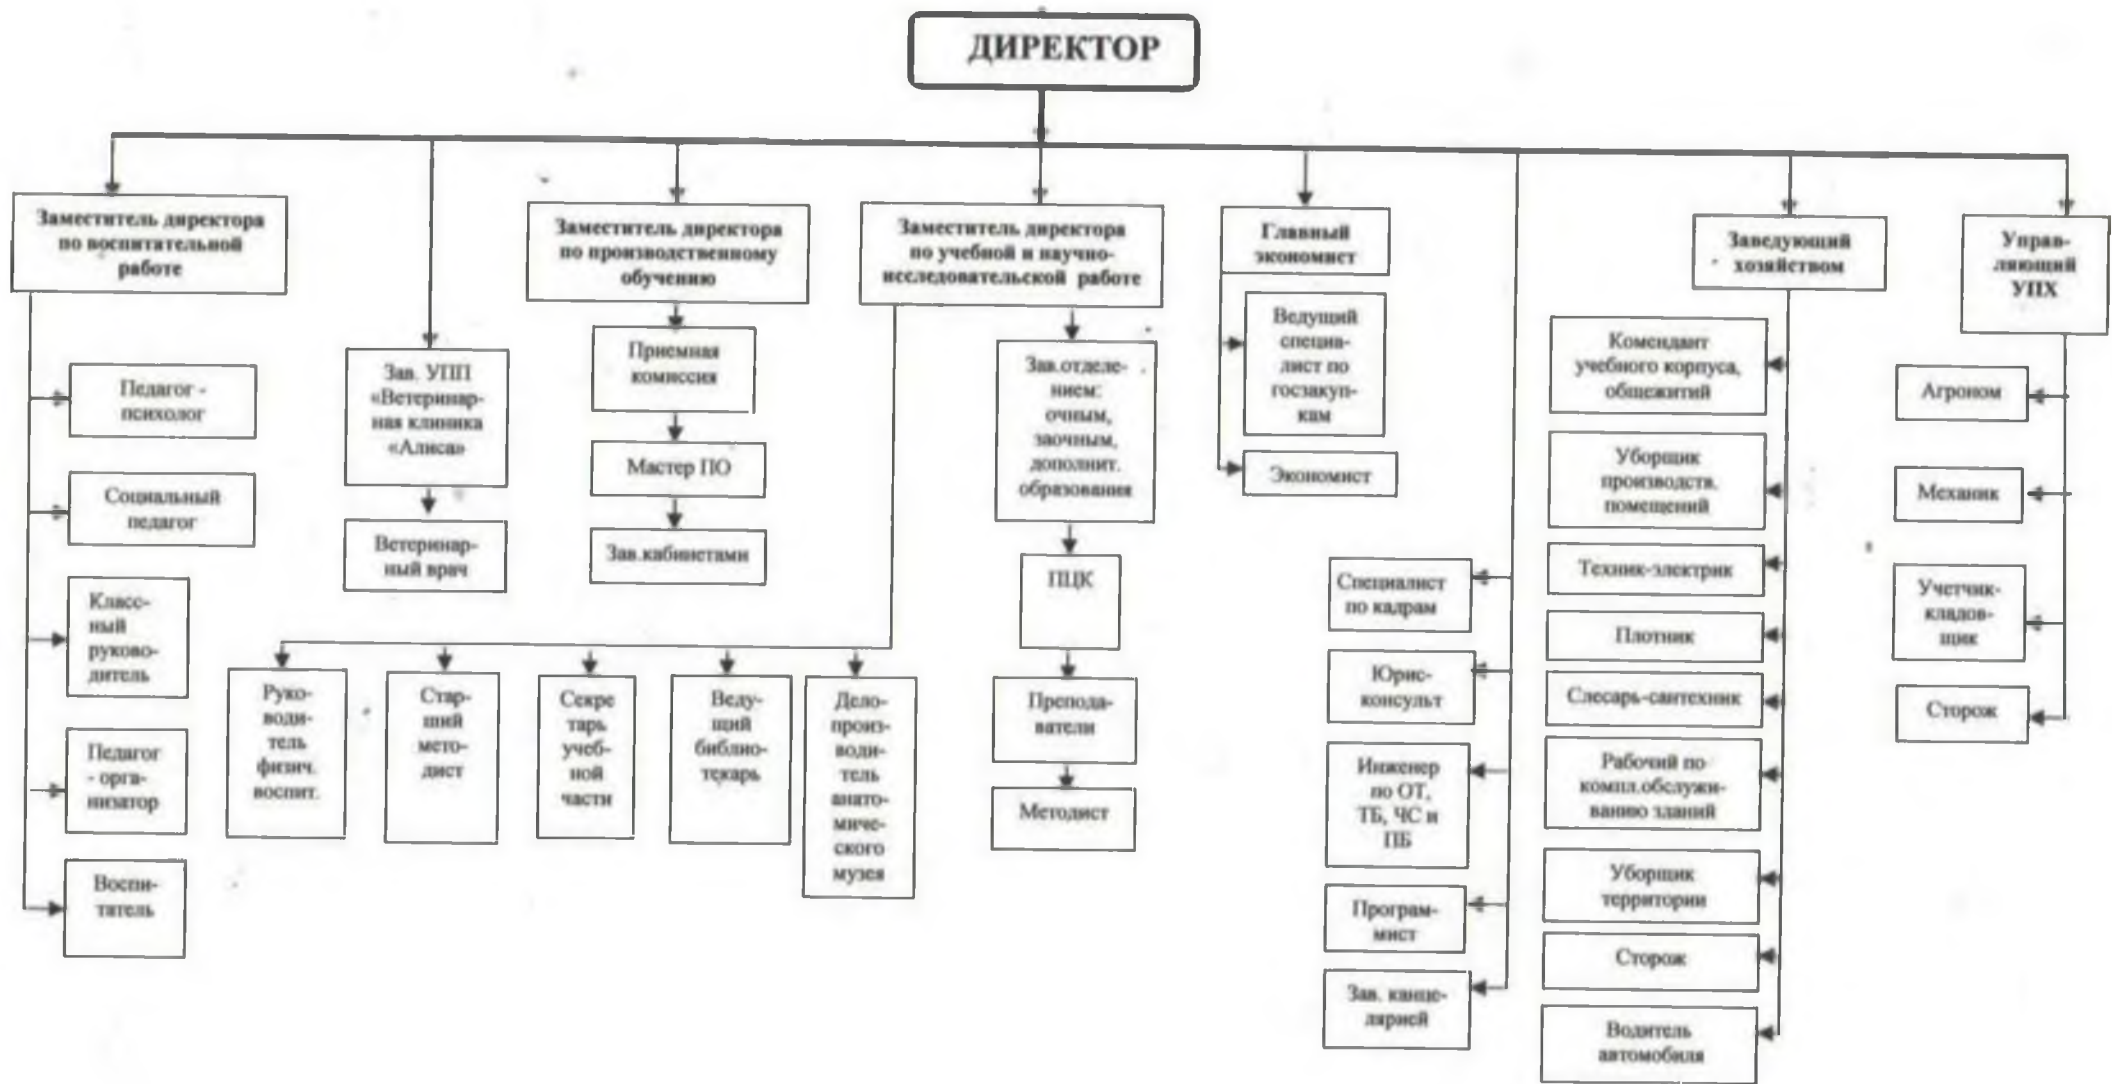 ДИРЕКТОР
Заместитель директора
по воспитательной
работе
Педагог -
психолог
Социальный
педагог
Класс-
ный
руково-
дитель
Педагог
- орга-
низатор
Воспи-
татель
Зав. УПП
«Ветеринар-
ная клиника
«Алиса»
Ветеринар-
ный врач
Заместитель директора
по производственному
обучению
Приемная
комиссия
Мастер ПО
Зав.кабинетами
Заместитель директора
по учебной и научно-
исследовательской работе
Руко-
води-
тель
физич.
воспит.
Стар-
ший
мето-
дист
Секре
тарь
учеб-
ной
части
Веду-
щий
библио-
текарь
Дело-
произ-
води-
тель
анато-
миче-
ского
музея
Зав.отделе-
нием:
очным,
заочным,
дополнит.
образования
ПЦК
Препода-
ватели
Методист
Главный
экономист
Ведущий
специа-
лист по
госзакуп-
кам
Экономист
Специалист
по кадрам
Юрис-
консульт
Инженер
по ОТ,
ТБ, ЧС и
ПБ
Програм-
мист
Зав. канце-
лярией
Заведующий
хозяйством
Комендант
учебного корпуса,
общежитий
Уборщик
производств.
помещений
Техник-электрик
Плотник
Слесарь-сантехник
Рабочий по
компл.обслужи-
ванию зданий
Уборщик
территории
Сторож
Водитель
автомобиля
Управ-
ляющий
УПХ
Агроном
Механик
Учетчик-
кладов-
щик
Сторож